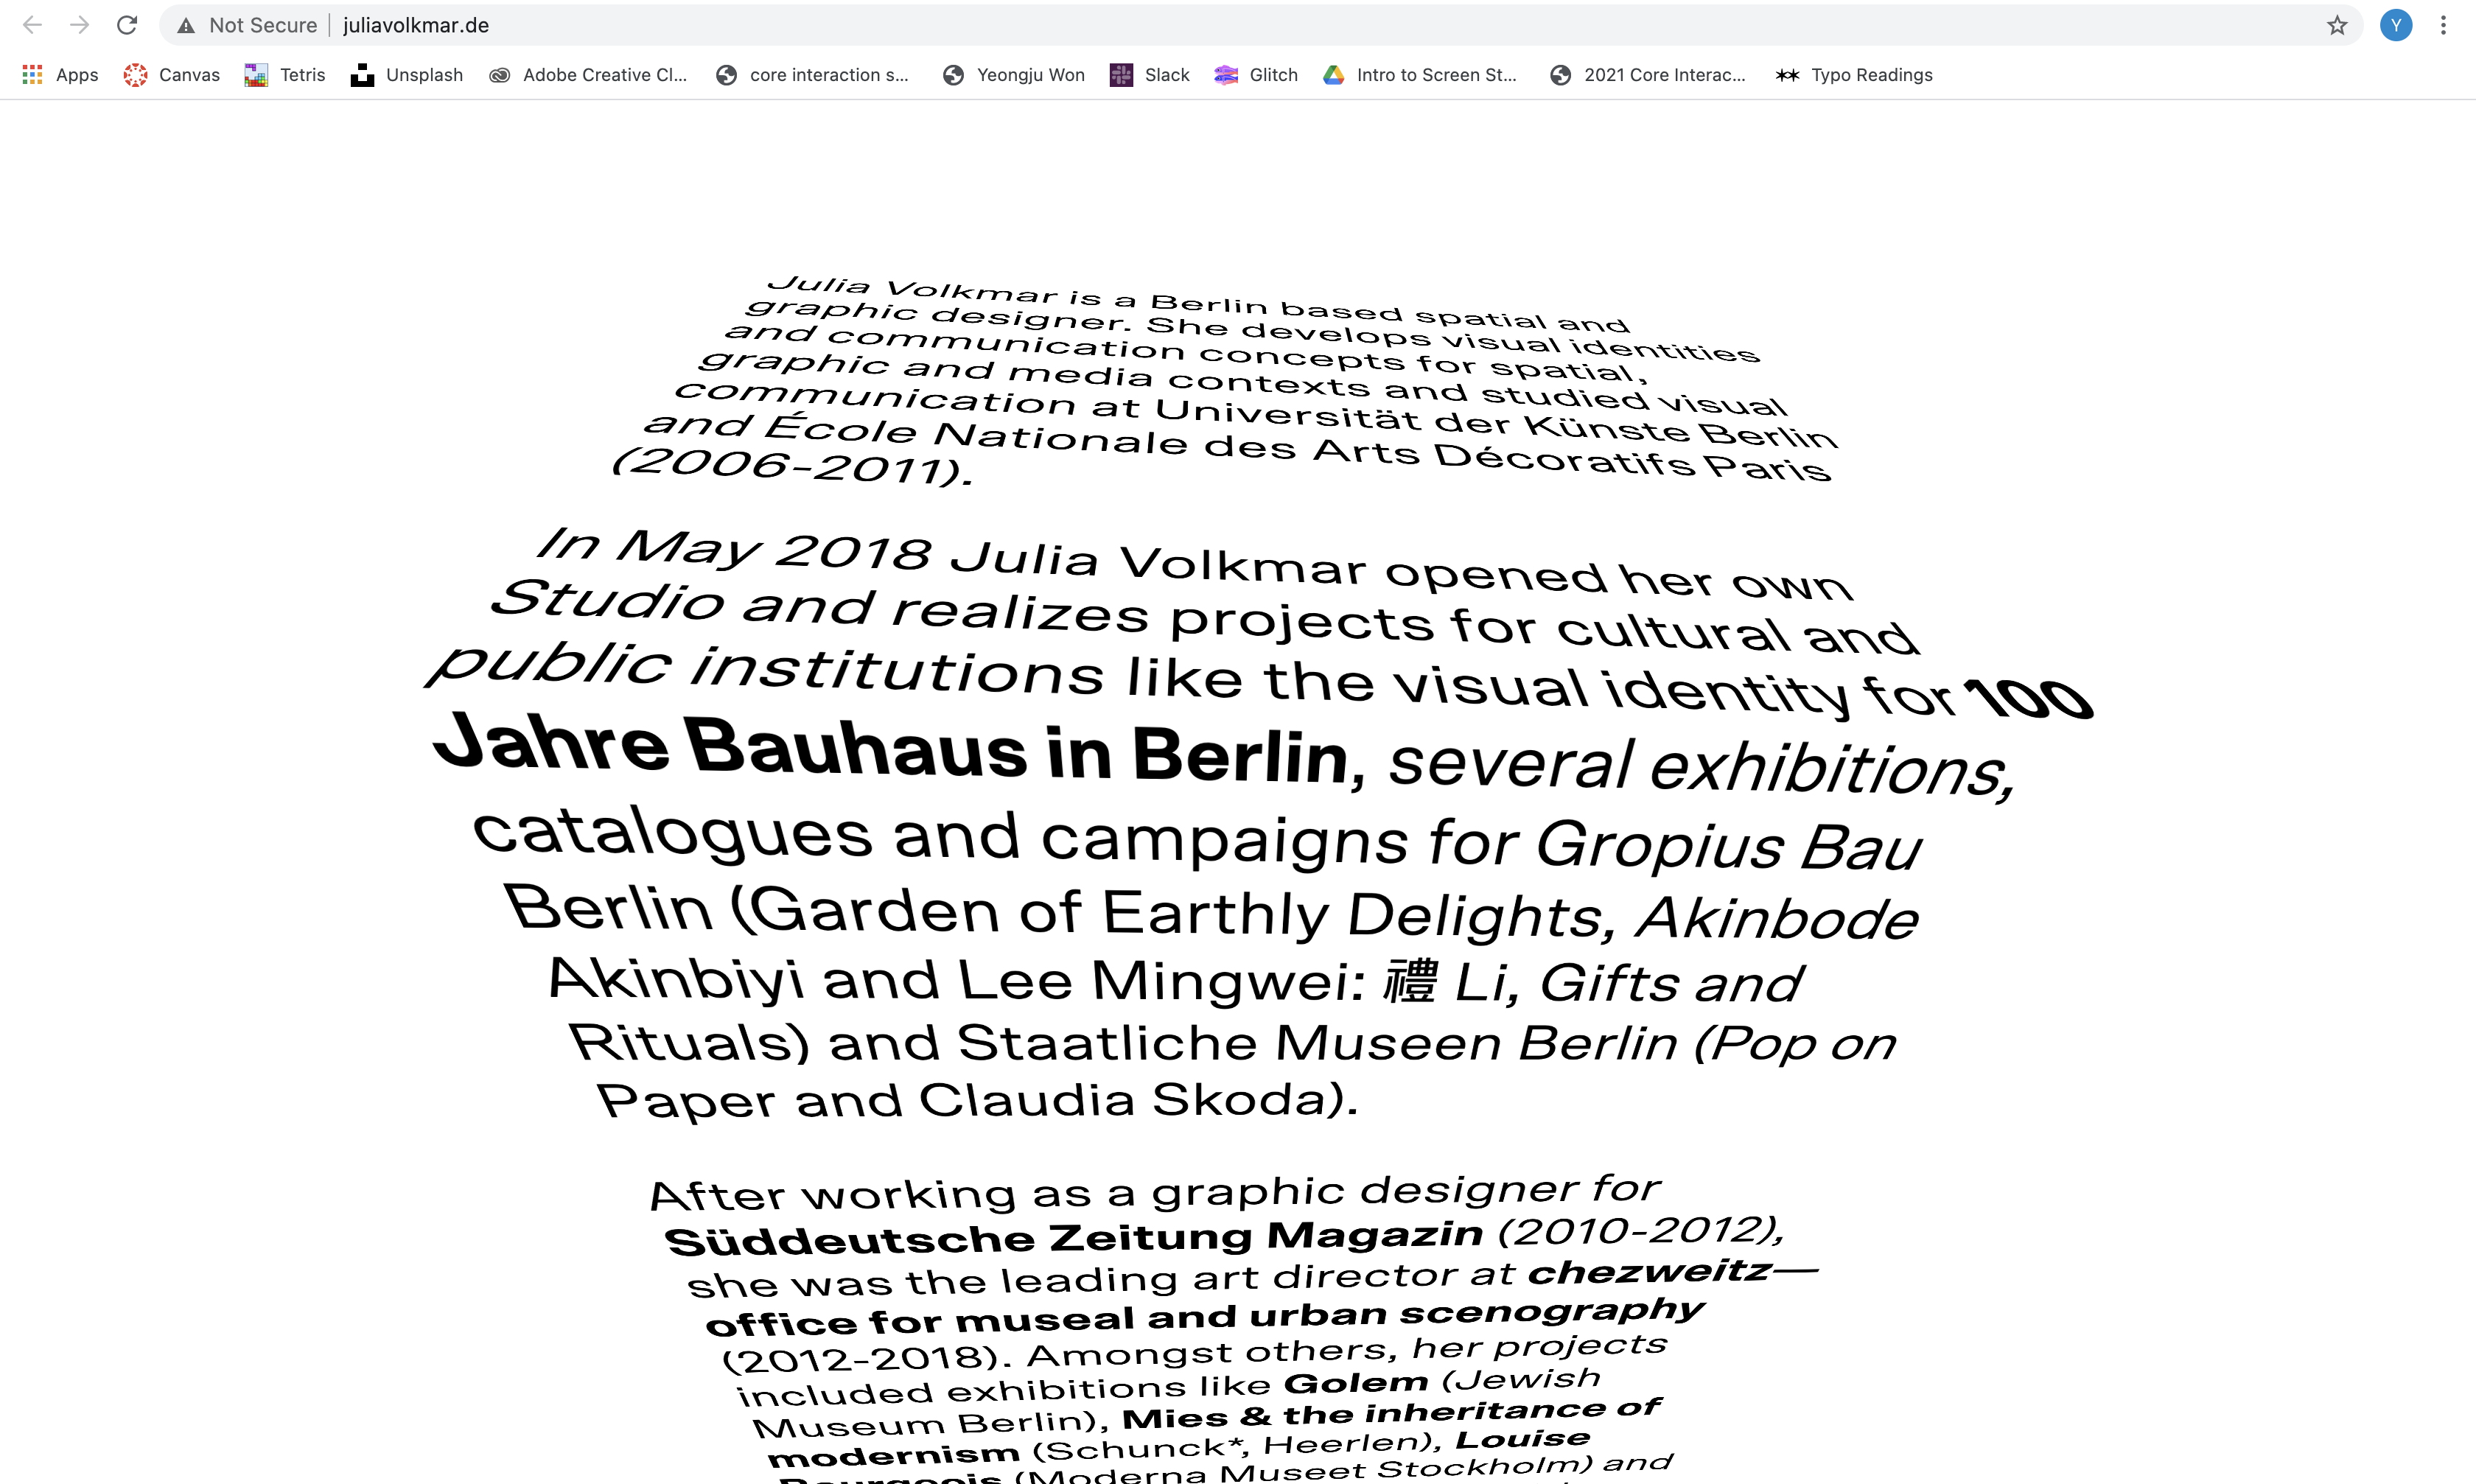 Not Secure juliavolkmar.de Y
Apps Canvas Tetris Unsplash Adobe Creative Cl... core interaction s... Yeongju Won Slack Glitch Intro to Screen St... 2021 Core Interac... Typo Readings
Julia Volkmar is a Berlin based spatial and
graphic designer. She develops visual identities
and communication concepts for spatial,
graphic and media contexts and studied visual
communication at Universität der Künste Berlin
and École Nationale des Arts Décoratifs Paris
(2006-2011).
In May 2018 Julia Volkmar opened her own
Studio and realizes projects for cultural and
public institutions like the visual identity for 100
Jahre Bauhaus in Berlin, several exhibitions,
catalogues and campaigns for Gropius Bau
Berlin (Garden of Earthly Delights, Akinbode
Akinbiyi and Lee Mingwei: 禮 Li, Gifts and
Rituals) and Staatliche Museen Berlin (Pop on
Paper and Claudia Skoda).
After working as a graphic designer for
Süddeutsche Zeitung Magazin (2010-2012),
she was the leading art director at chezweitz—
office for museal and urban scenography
(2012-2018). Amongst others, her projects
included exhibitions like Golem (Jewish
Museum Berlin), Mies & the inheritance of
modernism (Schunck*, Heerlen), Louise
Bourgeois (Moderna Museet Stockholm) and